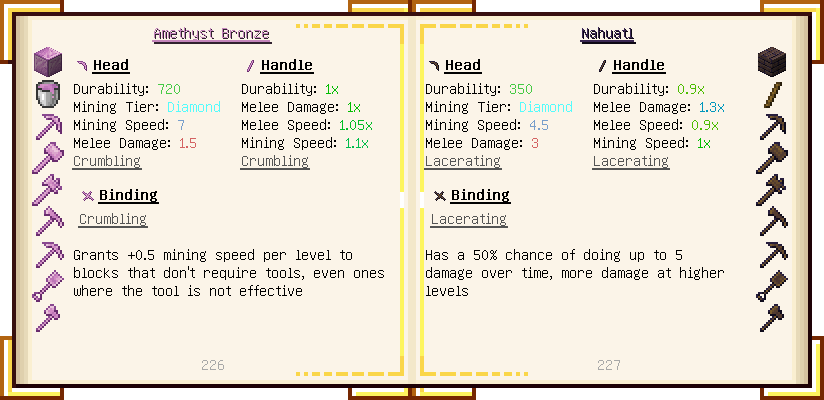 Amethyst Bronze
Head
Durability: 720
Mining Tier: Diamond
Mining Speed: 7
Melee Damage: 1.5
Crumbling
Handle
Durability: 1x
Melee Damage: 1x
Melee Speed: 1.05x
Mining Speed: 1.1x
Crumbling
Binding
Crumbling
Grants +0.5 mining speed per level to
blocks that don't require tools, even ones
where the tool is not effective
226
Nahuatl
Head
Durability: 350
Mining Tier: Diamond
Mining Speed: 4.5
Melee Damage: 3
Lacerating
Handle
Durability: 0.9x
Melee Damage: 1.3x
Melee Speed: 0.9x
Mining Speed: 1x
Lacerating
Binding
Lacerating
Has a 50% chance of doing up to 5
damage over time, more damage at higher
levels
227